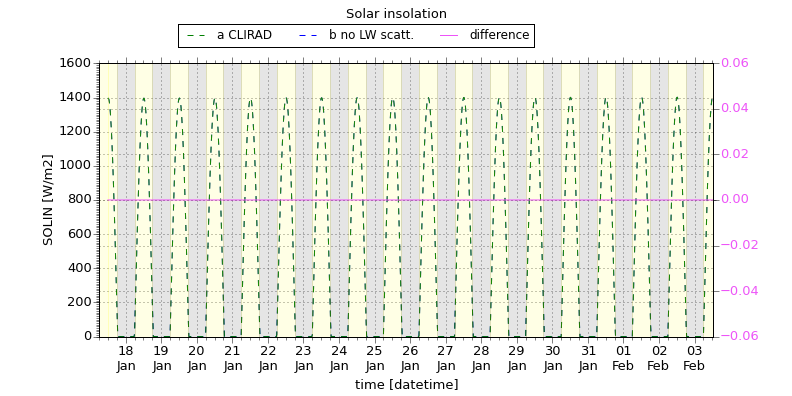 Solar insolation
a CLIRAD b no LW scatt. difference
1600
1400
1200
1000
800
600
400
200
0
SOLIN [W/m2]
0.06
0.04
0.02
0.00
−0.02
−0.04
−0.06
18 19 20 21 22 23 24 25 26 27 28 29 30 31 01 02 03
Jan Jan Jan Jan Jan Jan Jan Jan Jan Jan Jan Jan Jan Jan Feb Feb Feb
time [datetime]